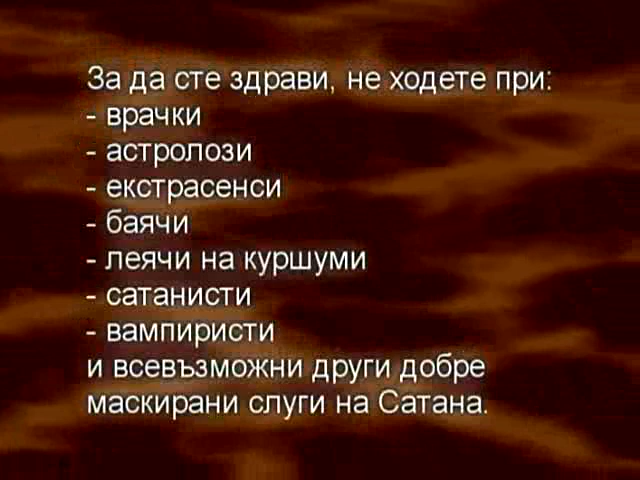 За да сте здрави, не ходете при:
- врачки
- астролози
- екстрасенси
- баячи
- леячи на куршуми
- сатанисти
- вампиристи
и всевъзможни други добре
маскирани слуги на Сатана.